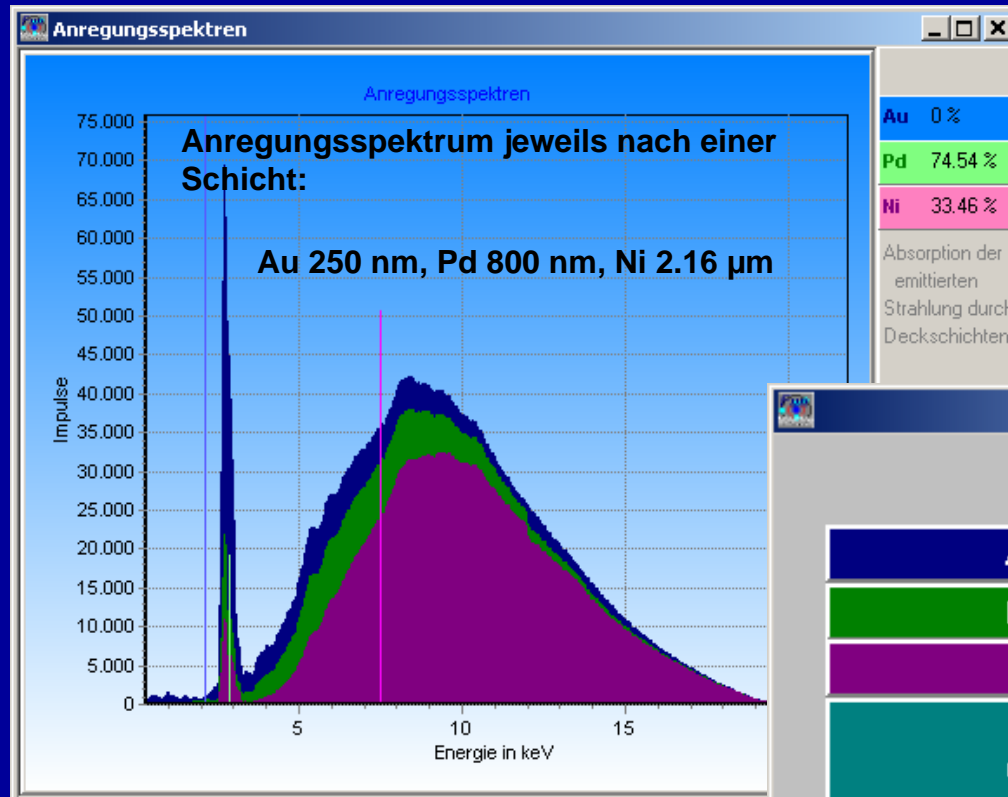 Anregungsspektren
Anregungsspektren
Anregungsspektrum jeweils nach einer
Schicht:
Au 250 nm, Pd 800 nm, Ni 2.16 µm
75.000
70.000
65.000
60.000
55.000
50.000
45.000
40.000
35.000
30.000
25.000
20.000
15.000
10.000
5.000
0
Impulse
5 10 15
Energie in keV
Au 0 %
Pd 74.54 %
Ni 33.46 %
Absorption der
emittierten
Strahlung durch
Deckschichten